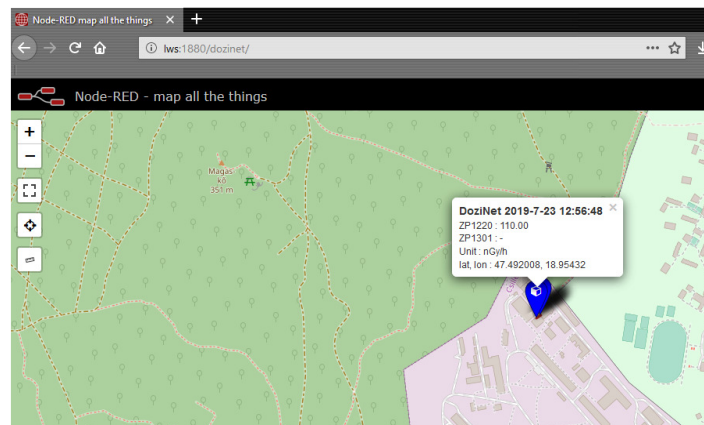 Node-RED map all the things
lws:1880/dozinet/
Node-RED - map all the things
+
−
Magas
kő
351 m
DoziNet 2019-7-23 12:56:48 ×
ZP1220 : 110.00
ZP1301 : -
Unit : nGy/h
lat, lon : 47.492008, 18.95432